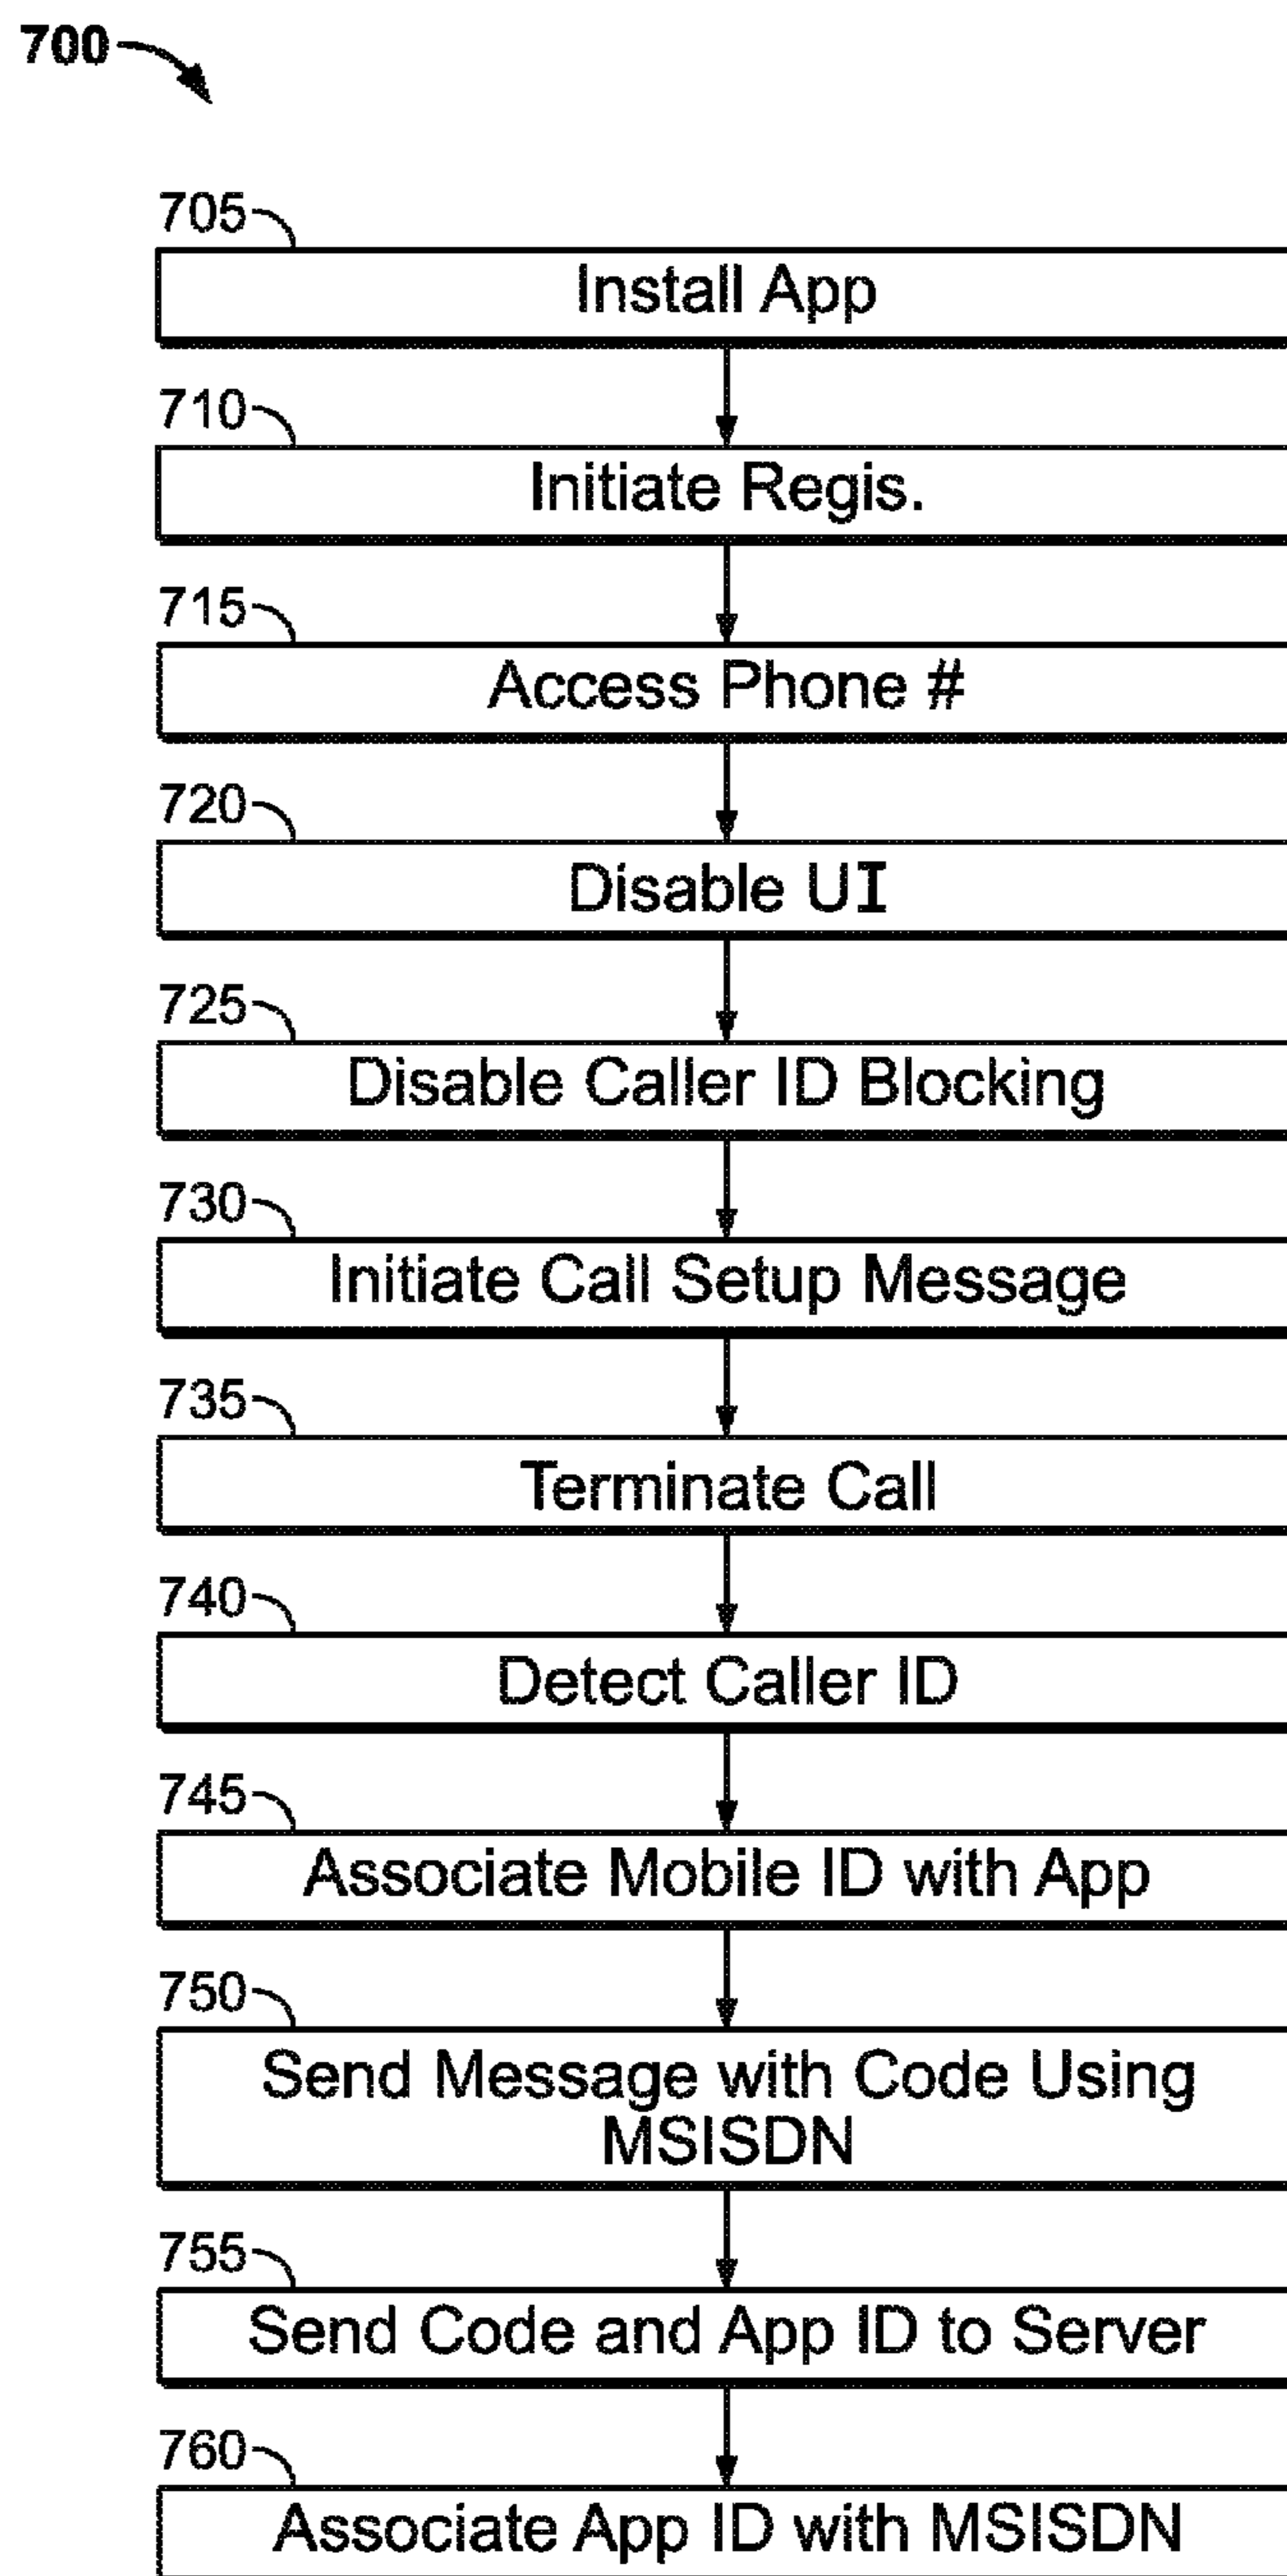 700
705
Install App
710
Initiate Regis.
715
Access Phone #
720
Disable UI
725
Disable Caller ID Blocking
730
Initiate Call Setup Message
735
Terminate Call
740
Detect Caller ID
745
Associate Mobile ID with App
750
Send Message with Code Using
MSISDN
755
Send Code and App ID to Server
760
Associate App ID with MSISDN